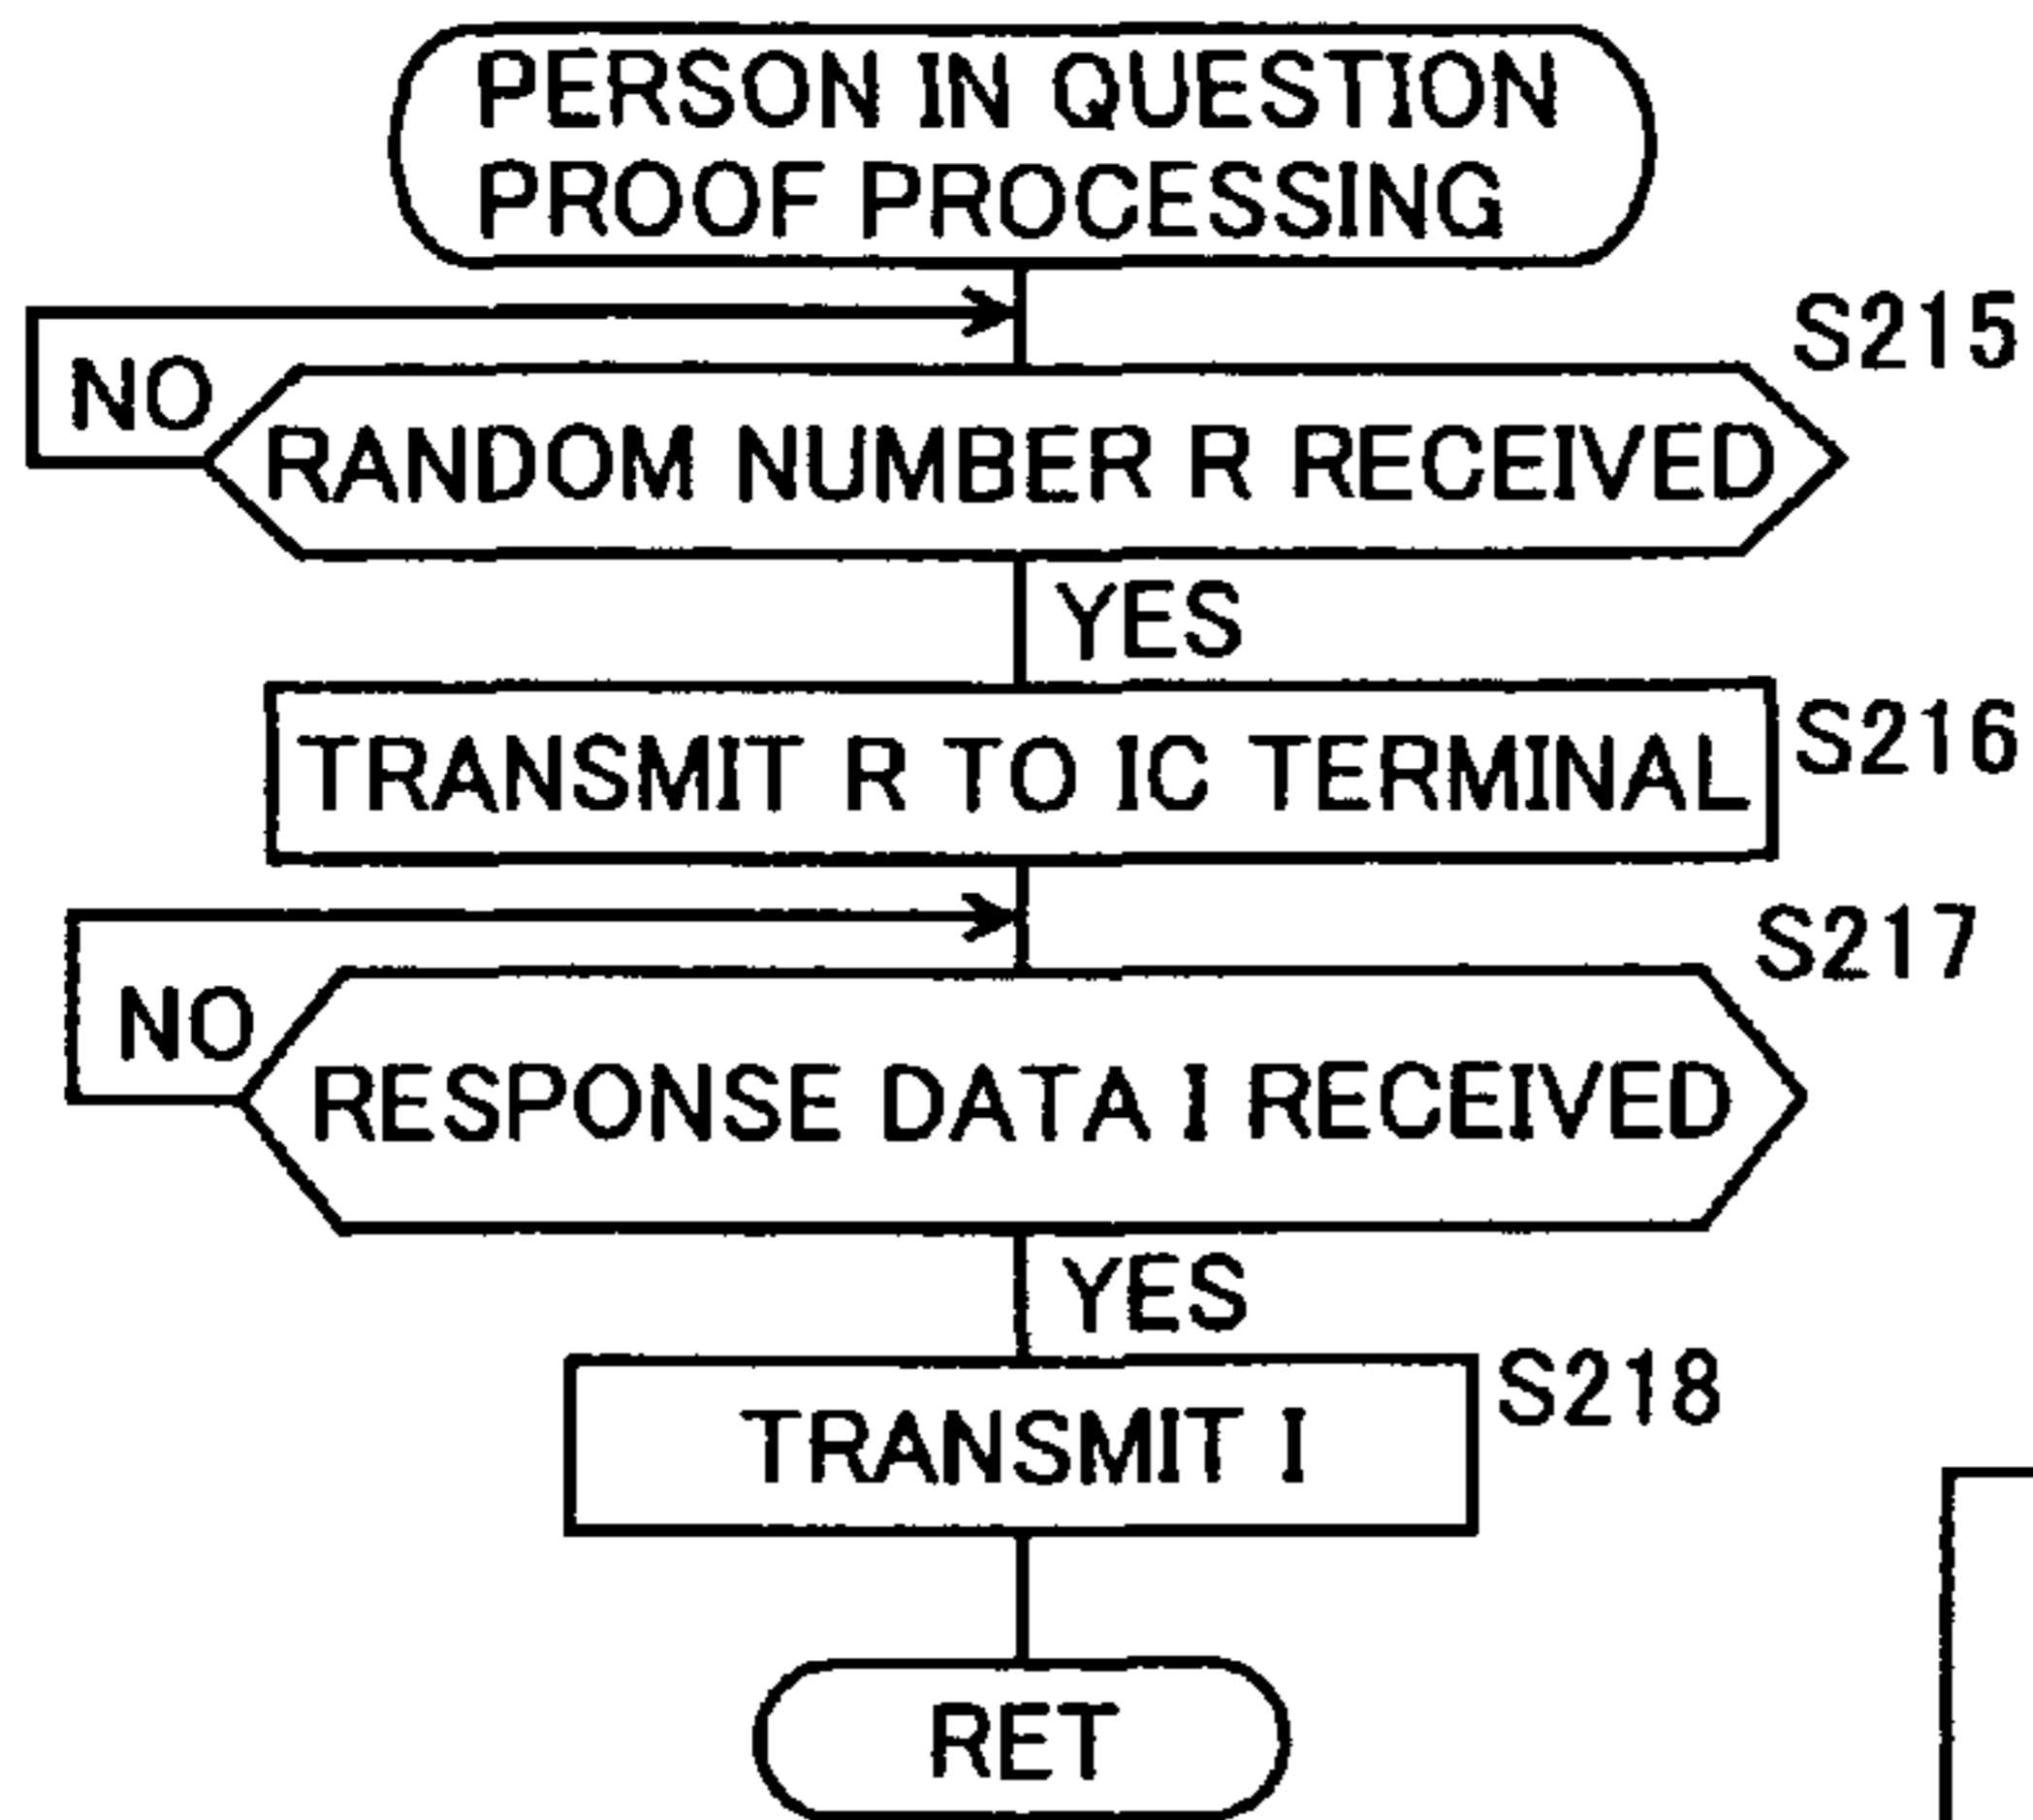 PERSON IN QUESTION
PROOF PROCESSING
S215
NO
RANDOM NUMBER R RECEIVED
YES
TRANSMIT R TO IC TERMINAL
S216
S217
NO
RESPONSE DATA I RECEIVED
YES
S218
TRANSMIT I
RET